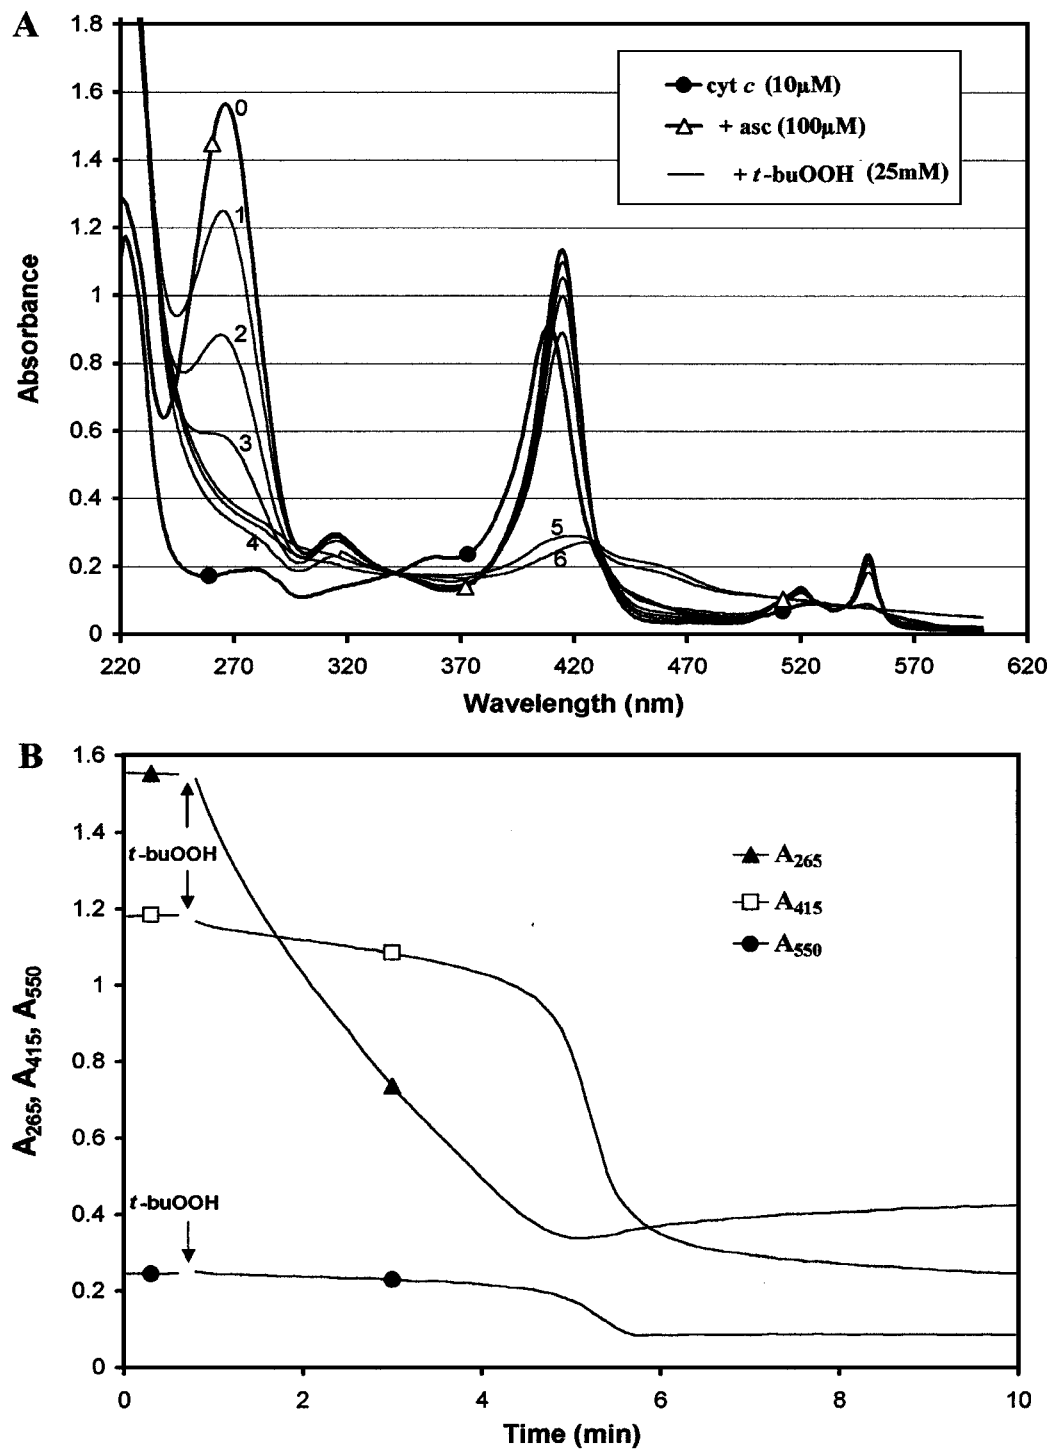 A
1.8
1.6
1.4
1.2
1
0.8
0.6
0.4
0.2
0
Absorbance
0
1
2
3
4
5
6
cyt c (10μM)
+ asc (100μM)
+ t-buOOH (25mM)
220 270 320 370 420 470 520 570 620
Wavelength (nm)
B
1.6
1.4
1.2
1
0.8
0.6
0.4
0.2
0
A265, A415, A550
t-buOOH
t-buOOH
A265
A415
A550
0 2 4 6 8 10
Time (min)